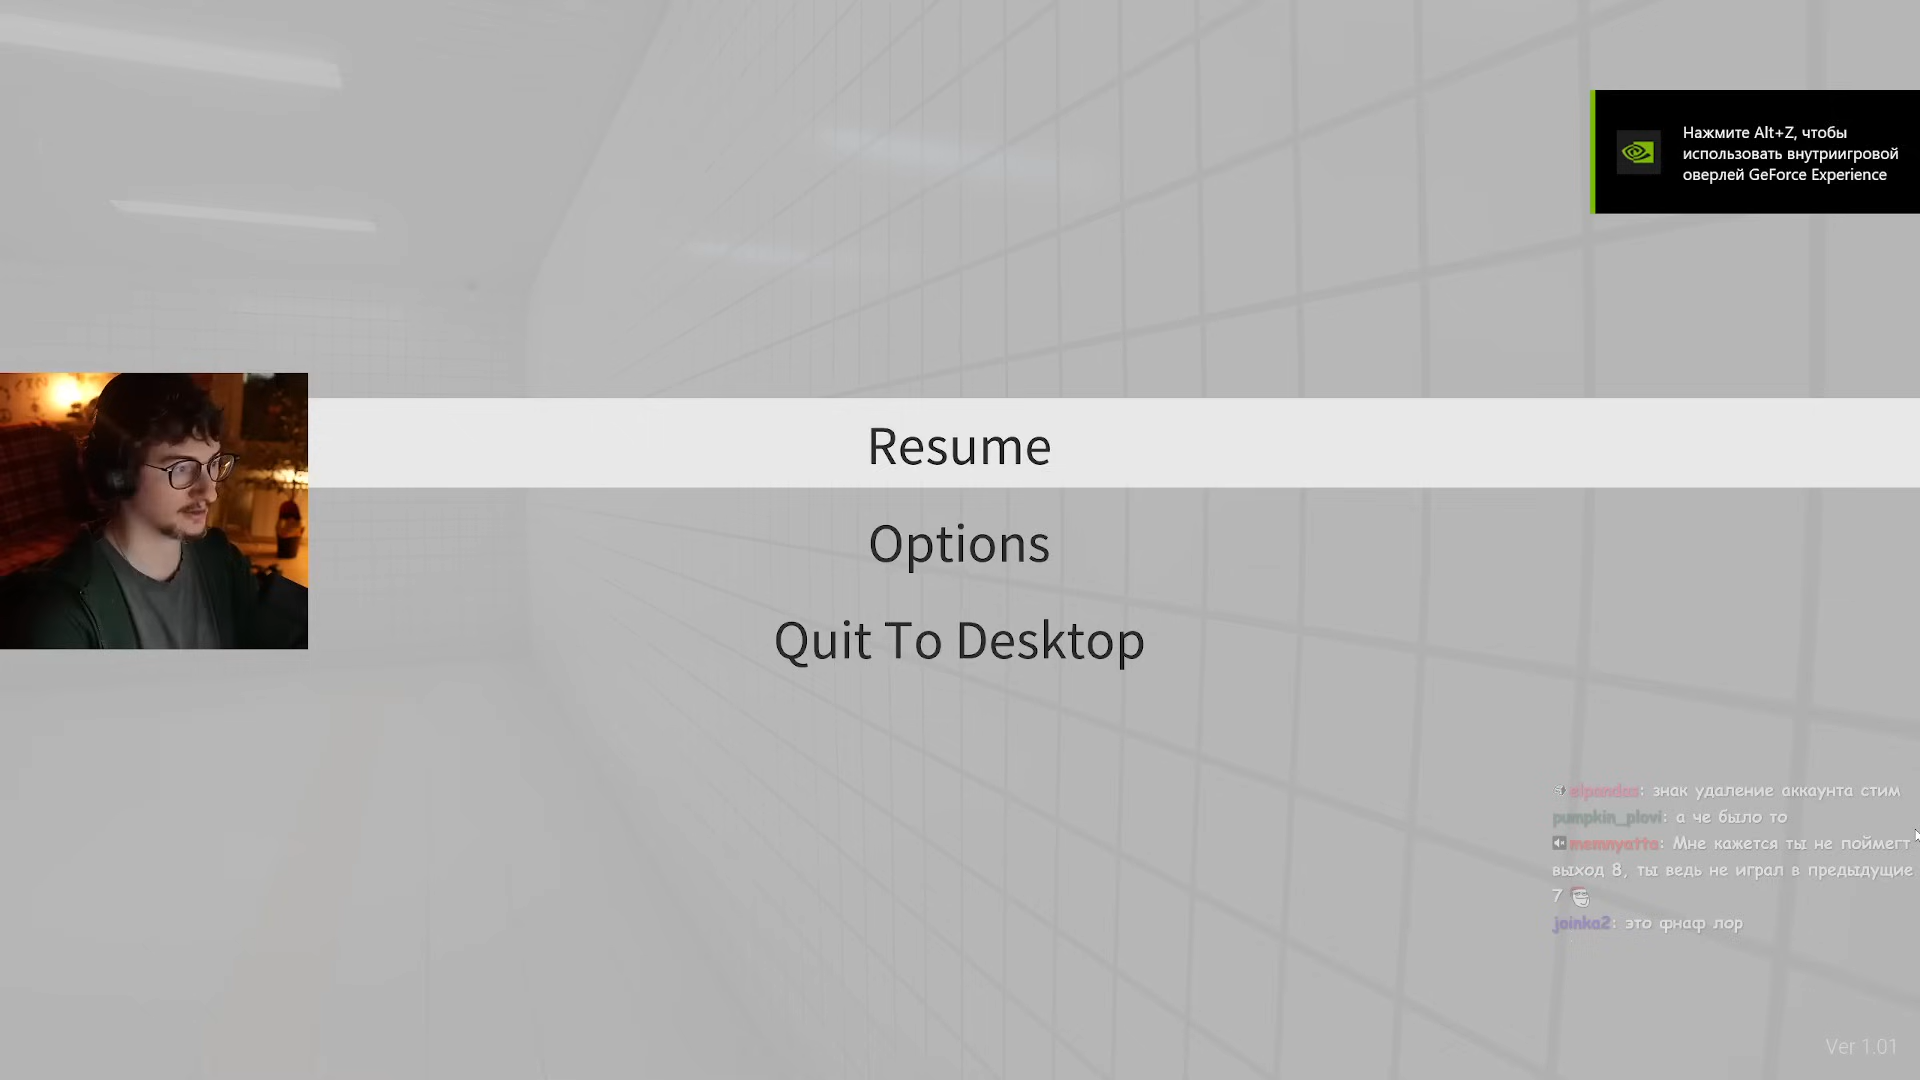 Нажмите Alt+Z, чтобы
использовать внутриигровой
оверлей GeForce Experience
Resume
Options
Quit To Desktop
elpandaa: знак удаление аккаунта стим
pumpkin_plovi: а че было то
memnyatta: Мне кажется ты не поймегт
выход 8, ты ведь не играл в предыдущие
7
joinka2: это фнаф лор
Ver 1.01